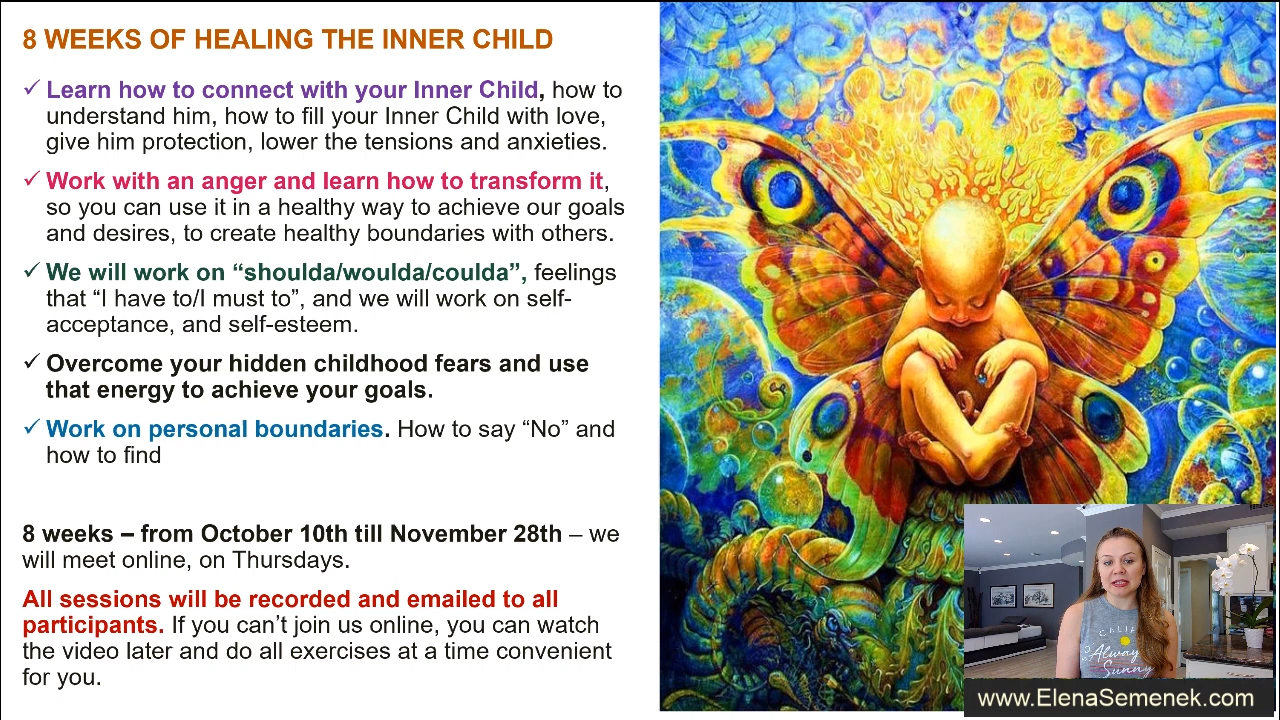 8 WEEKS OF HEALING THE INNER CHILD
✓ Learn how to connect with your Inner Child, how to
understand him, how to fill your Inner Child with love,
give him protection, lower the tensions and anxieties.
✓ Work with an anger and learn how to transform it,
so you can use it in a healthy way to achieve our goals
and desires, to create healthy boundaries with others.
✓ We will work on “shoulda/woulda/coulda”, feelings
that “I have to/I must to”, and we will work on self-
acceptance, and self-esteem.
✓ Overcome your hidden childhood fears and use
that energy to achieve your goals.
✓ Work on personal boundaries. How to say “No” and
how to find
8 weeks – from October 10th till November 28th – we
will meet online, on Thursdays.
All sessions will be recorded and emailed to all
participants. If you can’t join us online, you can watch
the video later and do all exercises at a time convenient
for you.
CALIF
Always
Sunny
www.ElenaSemenek.com